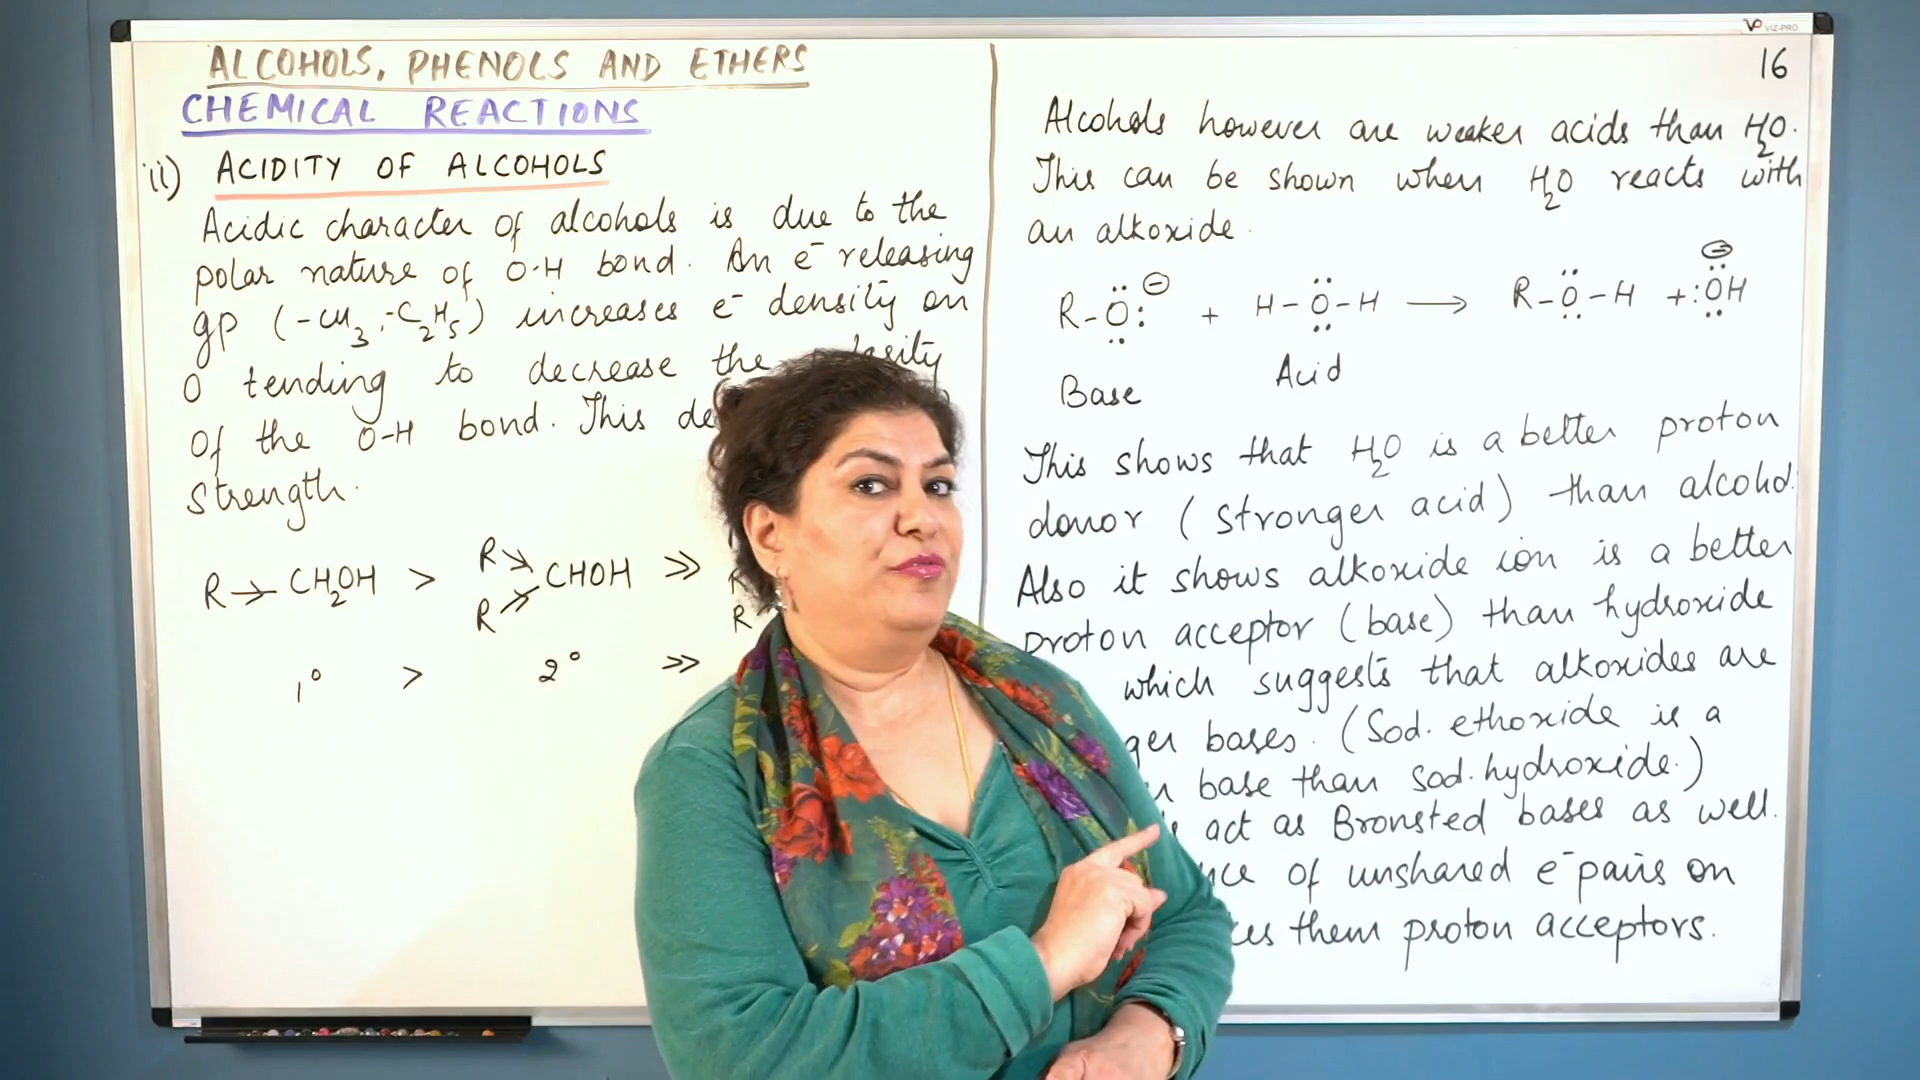 ALCOHOLS, PHENOLS AND ETHERS
CHEMICAL REACTIONS
ii) ACIDITY OF ALCOHOLS
Acidic character of alcohols is due to the
polar nature of O-H bond. An e⁻ releasing
gp (-CH₃, -C₂H₅) increases e⁻ density on
O tending to decrease the
of the O-H bond. This
strength.
R→CH₂OH > R→ R→ CHOH ≫ R R
1° > 2° ≫
VIZ-PRO
16
Alcohols however are weaker acids than H₂O.
This can be shown when H₂O reacts with
an alkoxide.
R-Ö:⊖ + H-Ö-H → R-Ö-H + :ÖH⊖
Base Acid
This shows that H₂O is a better proton
donor (stronger acid) than alcohol.
Also it shows alkoxide ion is a better
proton acceptor (base) than hydroxide
which suggests that alkoxides are
bases. (Sod. ethoxide is a
base than sod. hydroxide.)
act as Bronsted bases as well.
of unshared e⁻ pairs on
them proton acceptors.